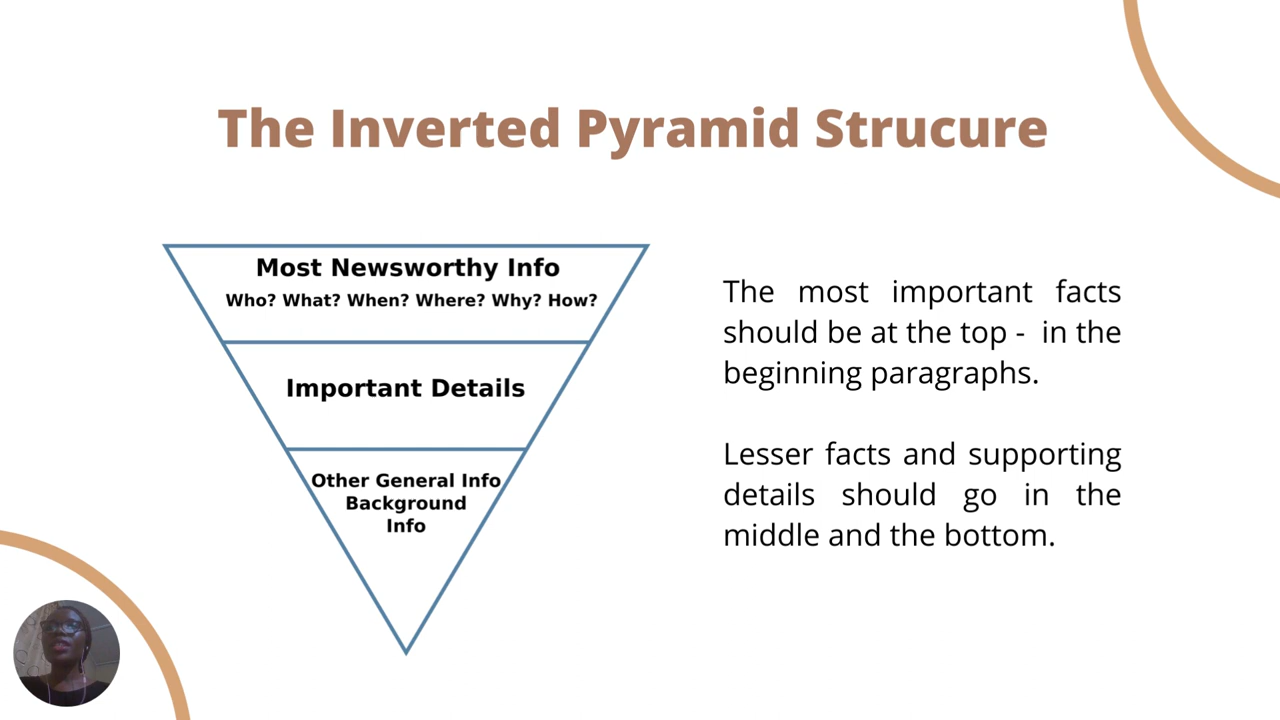 The Inverted Pyramid Strucure
Most Newsworthy Info
Who? What? When? Where? Why? How?
Important Details
Other General Info
Background
Info
The most important facts
should be at the top - in the
beginning paragraphs.
Lesser facts and supporting
details should go in the
middle and the bottom.